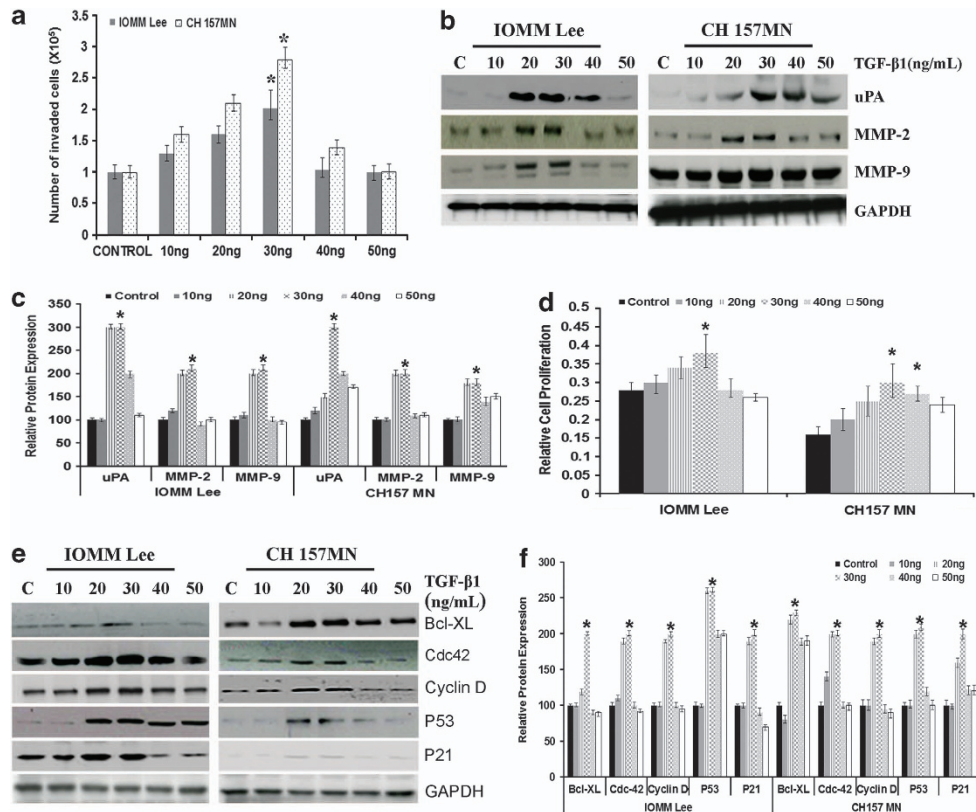 a
IOMM Lee CH 157MN
Number of invaded cells (X10⁵)
3.5
3
2.5
2
1.5
1
0.5
0
* *
CONTROL 10ng 20ng 30ng 40ng 50ng
b
IOMM Lee CH 157MN
C 10 20 30 40 50 C 10 20 30 40 50 TGF-β1(ng/mL)
uPA
MMP-2
MMP-9
GAPDH
c
Control 10ng 20ng 30ng 40ng 50ng
Relative Protein Expression
350
300
250
200
150
100
50
0
* * * * * *
uPA MMP-2 MMP-9 uPA MMP-2 MMP-9
IOMM Lee CH157 MN
d
Control 10ng 20ng 30ng 40ng 50ng
Relative Cell Proliferation
0.5
0.45
0.4
0.35
0.3
0.25
0.2
0.15
0.1
0.05
0
* * *
IOMM Lee CH157 MN
e
IOMM Lee CH 157MN
C 10 20 30 40 50 C 10 20 30 40 50 TGF-β1
(ng/mL)
Bcl-XL
Cdc42
Cyclin D
P53
P21
GAPDH
f
Control 10ng 20ng
30ng 40ng 50ng
Relative Protein Expression
300
250
200
150
100
50
0
* * * * * * * * * *
Bcl-XL Cdc-42 Cyclin D P53 P21 Bcl-XL Cdc-42 Cyclin D P53 P21
IOMM Lee CH157 MN